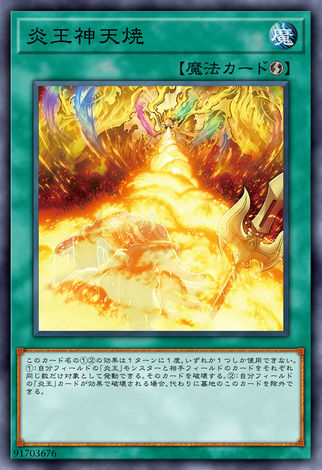 炎王神天焼
魔
【魔法カード】
このカード名の①②の効果は１ターンに１度、いずれか１つしか使用できない。
①：自分フィールドの「炎王」モンスターと相手フィールドのカードをそれぞれ
同じ数だけ対象として発動できる。そのカードを破壊する。②：自分フィールド
の「炎王」カードが効果で破壊される場合、代わりに墓地のこのカードを除外で
きる。
91703676